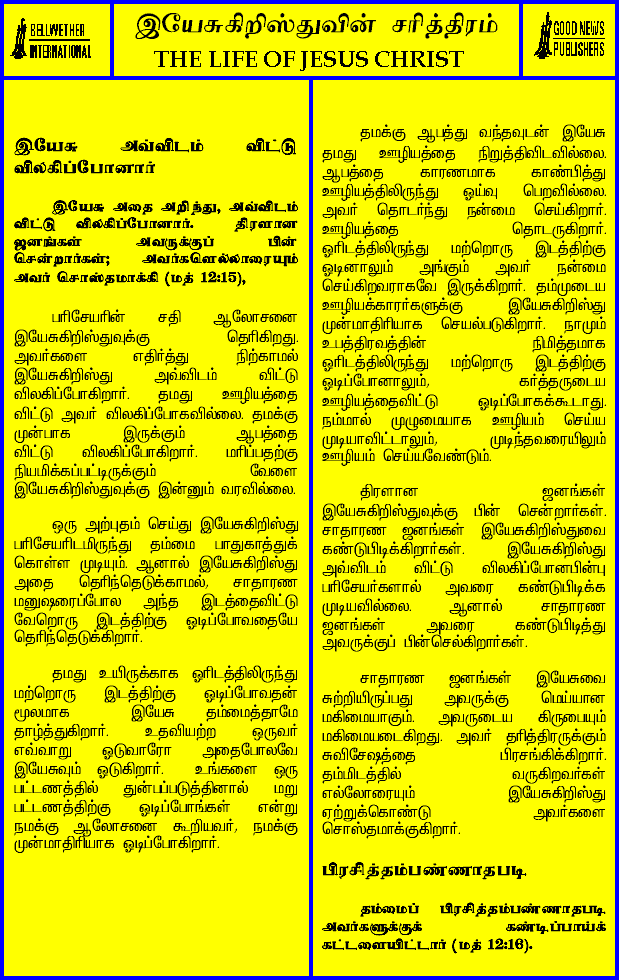 BELLWETHER
INTERNATIONAL
இயேசுகிறிஸ்துவின் சரித்திரம்
THE LIFE OF JESUS CHRIST
GOOD NEWS
PUBLISHERS
இயேசு அவ்விடம் விட்டு
விலகிப்போனார்
இயேசு அதை அறிந்து, அவ்விடம்
விட்டு விலகிப்போனார். திரளான
ஜனங்கள் அவருக்குப் பின்
சென்றார்கள்; அவர்களெல்லாரையும்
அவர் சொஸ்தமாக்கி (மத் 12:15),
பரிசேயரின் சதி ஆலோசனை
இயேசுகிறிஸ்துவுக்கு தெரிகிறது.
அவர்களை எதிர்த்து நிற்காமல்
இயேசுகிறிஸ்து அவ்விடம் விட்டு
விலகிப்போகிறார். தமது ஊழியத்தை
விட்டு அவர் விலகிப்போகவில்லை. தமக்கு
முன்பாக இருக்கும் ஆபத்தை
விட்டு விலகிப்போகிறார். மரிப்பதற்கு
நியமிக்கப்பட்டிருக்கும் வேளை
இயேசுகிறிஸ்துவுக்கு இன்னும் வரவில்லை.
ஒரு அற்புதம் செய்து இயேசுகிறிஸ்து
பரிசேயரிடமிருந்து தம்மை பாதுகாத்துக்
கொள்ள முடியும். ஆனால் இயேசுகிறிஸ்து
அதை தெரிந்தெடுக்காமல், சாதாரண
மனுஷரைப்போல அந்த இடத்தைவிட்டு
வேறொரு இடத்திற்கு ஓடிப்போவதையே
தெரிந்தெடுக்கிறார்.
தமது உயிருக்காக ஓரிடத்திலிருந்து
மற்றொரு இடத்திற்கு ஓடிப்போவதன்
மூலமாக இயேசு தம்மைத்தாமே
தாழ்த்துகிறார். உதவியற்ற ஒருவர்
எவ்வாறு ஓடுவாரோ அதைபோலவே
இயேசுவும் ஓடுகிறார். உங்களை ஒரு
பட்டணத்தில் துன்பப்படுத்தினால் மறு
பட்டணத்திற்கு ஓடிப்போங்கள் என்று
நமக்கு ஆலோசனை கூறியவர், நமக்கு
முன்மாதிரியாக ஓடிப்போகிறார்.
தமக்கு ஆபத்து வந்தவுடன் இயேசு
தமது ஊழியத்தை நிறுத்திவிடவில்லை.
ஆபத்தை காரணமாக காண்பித்து
ஊழியத்திலிருந்து ஓய்வு பெறவில்லை.
அவர் தொடர்ந்து நன்மை செய்கிறார்.
ஊழியத்தை தொடருகிறார்.
ஓரிடத்திலிருந்து மற்றொரு இடத்திற்கு
ஓடினாலும் அங்கும் அவர் நன்மை
செய்கிறவராகவே இருக்கிறார். தம்முடைய
ஊழியக்காரர்களுக்கு இயேசுகிறிஸ்து
முன்மாதிரியாக செயல்படுகிறார். நாமும்
உபத்திரவத்தின் நிமித்தமாக
ஓரிடத்திலிருந்து மற்றொரு இடத்திற்கு
ஓடிப்போனாலும், கர்த்தருடைய
ஊழியத்தைவிட்டு ஓடிப்போகக்கூடாது.
நம்மால் முழுமையாக ஊழியம் செய்ய
முடியாவிட்டாலும், முடிந்தவரையிலும்
ஊழியம் செய்யவேண்டும்.
திரளான ஜனங்கள்
இயேசுகிறிஸ்துவுக்கு பின் சென்றார்கள்.
சாதாரண ஜனங்கள் இயேசுகிறிஸ்துவை
கண்டுபிடிக்கிறார்கள். இயேசுகிறிஸ்து
அவ்விடம் விட்டு விலகிப்போனபின்பு
பரிசேயர்களால் அவரை கண்டுபிடிக்க
முடியவில்லை. ஆனால் சாதாரண
ஜனங்கள் அவரை கண்டுபிடித்து
அவருக்குப் பின்செல்கிறார்கள்.
சாதாரண ஜனங்கள் இயேசுவை
சுற்றியிருப்பது அவருக்கு மெய்யான
மகிமையாகும். அவருடைய கிருபையும்
மகிமையடைகிறது. அவர் தரித்திரருக்கும்
சுவிசேஷத்தை பிரசங்கிக்கிறார்.
தம்மிடத்தில் வருகிறவர்கள்
எல்லோரையும் இயேசுகிறிஸ்து
ஏற்றுக்கொண்டு அவர்களை
சொஸ்தமாக்குகிறார்.
பிரசித்தம்பண்ணாதபடி
தம்மைப் பிரசித்தம்பண்ணாதபடி
அவர்களுக்குக் கண்டிப்பாய்க்
கட்டளையிட்டார் (மத் 12:16).